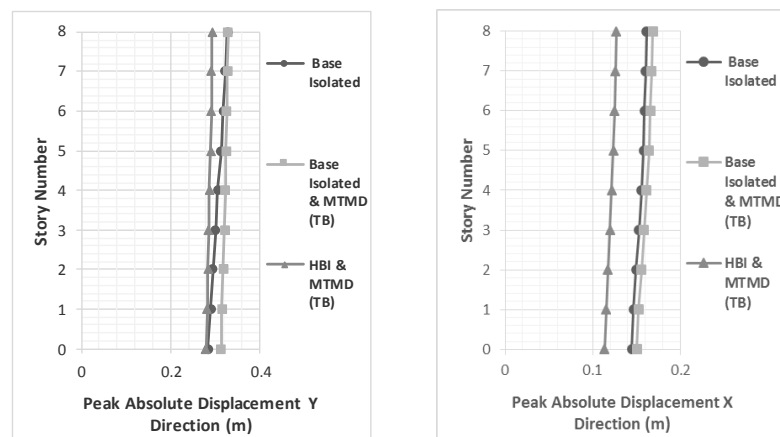 8
7
6
5
4
3
2
1
0
Story Number
0
0.2
0.4
Peak Absolute Displacement Y
Direction (m)
Base
Isolated
Base
Isolated
& MTMD
(TB)
HBI &
MTMD
(TB)
8
7
6
5
4
3
2
1
0
Story Number
0
0.1
0.2
Peak Absolute Displacement X
Direction (m)
Base
Isolated
Base
Isolated
& MTMD
(TB)
HBI &
MTMD
(TB)